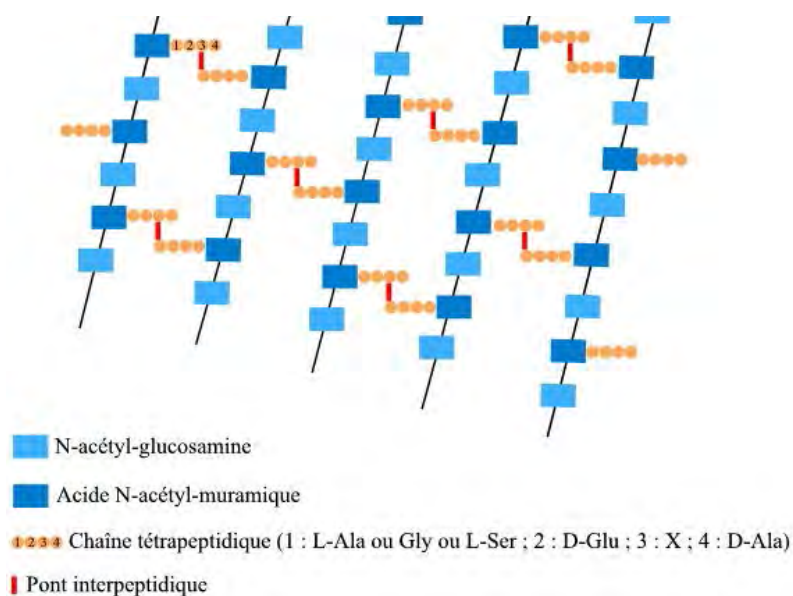 1 2 3 4
N-acétyl-glucosamine
Acide N-acétyl-muramique
1 2 3 4 Chaîne tétrapeptidique (1 : L-Ala ou Gly ou L-Ser ; 2 : D-Glu ; 3 : X ; 4 : D-Ala)
Pont interpeptidique